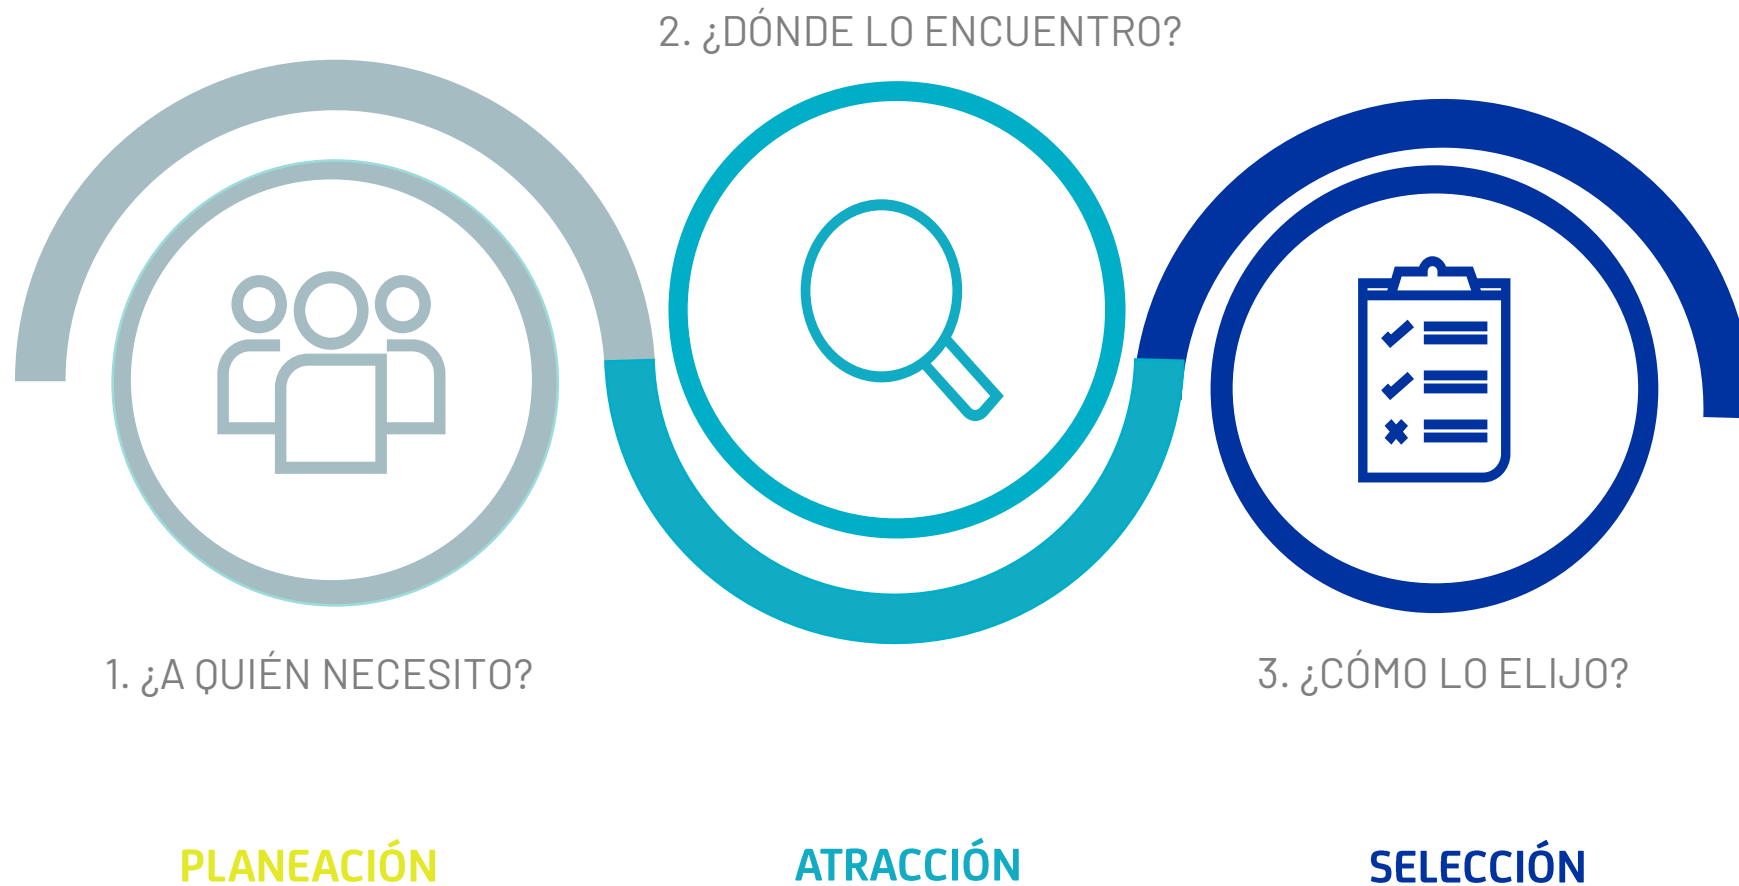 2. ¿DÓNDE LO ENCUENTRO?
1. ¿A QUIÉN NECESITO?
3. ¿CÓMO LO ELIJO?
PLANEACIÓN
ATRACCIÓN
SELECCIÓN